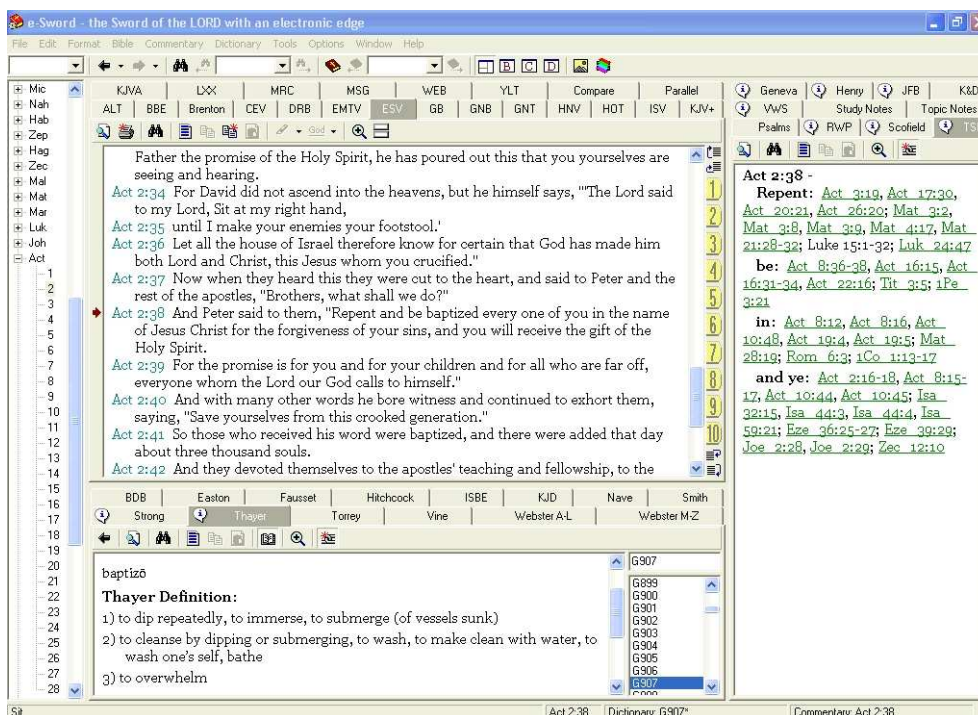 e-Sword - the Sword of the LORD with an electronic edge
File Edit Format Bible Commentary Dictionary Tools Options Window Help
B C D
Mic
Nah
Hab
Zep
Hag
Zec
Mal
Mat
Mar
Luk
Joh
Act
1
2
3
4
5
6
7
8
9
10
11
12
13
14
15
16
17
18
19
20
21
22
23
24
25
26
27
28
KJVA LXX MRC MSG WEB YLT Compare Parallel
ALT BBE Brenton CEV DRB EMTV ESV GB GNB GNT HNV HOT ISV KJV+
God
Father the promise of the Holy Spirit, he has poured out this that you yourselves are
seeing and hearing.
Act 2:34 For David did not ascend into the heavens, but he himself says, "'The Lord said
to my Lord, Sit at my right hand,
Act 2:35 until I make your enemies your footstool.'
Act 2:36 Let all the house of Israel therefore know for certain that God has made him
both Lord and Christ, this Jesus whom you crucified."
Act 2:37 Now when they heard this they were cut to the heart, and said to Peter and the
rest of the apostles, "Brothers, what shall we do?"
Act 2:38 And Peter said to them, "Repent and be baptized every one of you in the name
of Jesus Christ for the forgiveness of your sins, and you will receive the gift of the
Holy Spirit.
Act 2:39 For the promise is for you and for your children and for all who are far off,
everyone whom the Lord our God calls to himself."
Act 2:40 And with many other words he bore witness and continued to exhort them,
saying, "Save yourselves from this crooked generation."
Act 2:41 So those who received his word were baptized, and there were added that day
about three thousand souls.
Act 2:42 And they devoted themselves to the apostles' teaching and fellowship, to the
1
2
3
4
5
6
7
8
9
10
BDB Easton Fausset Hitchcock ISBE KJD Nave Smith
Strong Thayer Torrey Vine Webster A-L Webster M-Z
baptizō
Thayer Definition:
1) to dip repeatedly, to immerse, to submerge (of vessels sunk)
2) to cleanse by dipping or submerging, to wash, to make clean with water, to
wash one's self, bathe
3) to overwhelm
G907
G899
G900
G901
G902
G903
G904
G905
G906
G907
Geneva Henry JFB K&D
VWS Study Notes Topic Notes
Psalms RWP Scofield
Act 2:38 -
Repent: Act 3:19, Act 17:30,
Act 20:21, Act 26:20; Mat 3:2,
Mat 3:8, Mat 3:9, Mat 4:17, Mat
21:28-32; Luke 15:1-32; Luk 24:47
be: Act 8:36-38, Act 16:15, Act
16:31-34, Act 22:16; Tit 3:5; 1Pe
3:21
in: Act 8:12, Act 8:16, Act
10:48, Act 19:4, Act 19:5; Mat
28:19; Rom 6:3; 1Co 1:13-17
and ye: Act 2:16-18, Act 8:15-
17, Act 10:44, Act 10:45; Isa
32:15, Isa 44:3, Isa 44:4, Isa
59:21; Eze 36:25-27; Eze 39:29;
Joe 2:28, Joe 2:29; Zec 12:10
Sit Act 2:38 Dictionary: G907* Commentary: Act 2:38